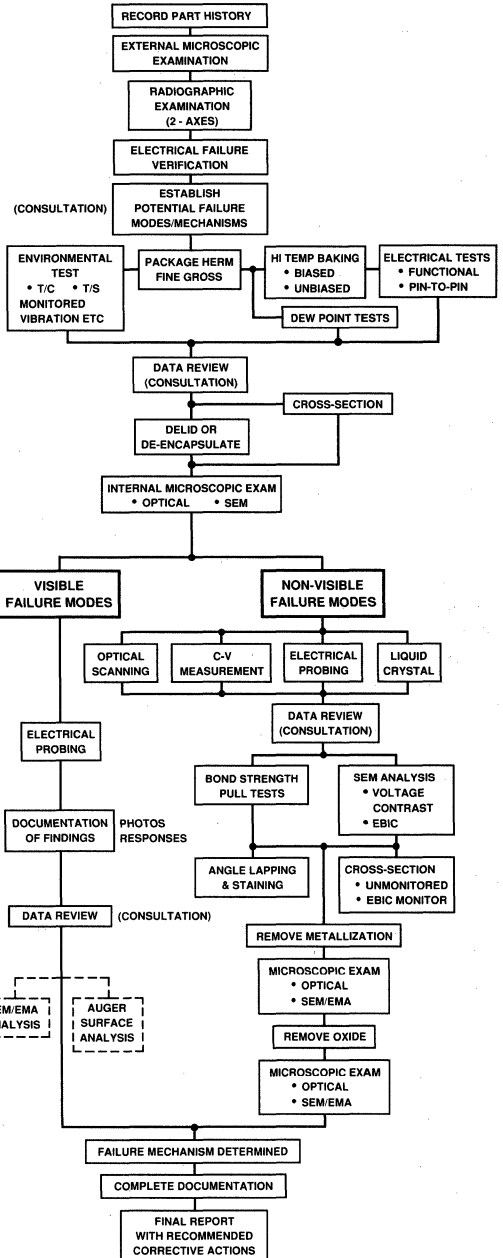 RECORD PART HISTORY
EXTERNAL MICROSCOPIC
EXAMINATION
RADIOGRAPHIC
EXAMINATION
(2 - AXES)
ELECTRICAL FAILURE
VERIFICATION
(CONSULTATION)
ESTABLISH
POTENTIAL FAILURE
MODES/MECHANISMS
ENVIRONMENTAL
TEST
• T/C • T/S
MONITORED
VIBRATION ETC
PACKAGE HERM
FINE GROSS
HI TEMP BAKING
• BIASED
• UNBIASED
ELECTRICAL TESTS
• FUNCTIONAL
• PIN-TO-PIN
DEW POINT TESTS
DATA REVIEW
(CONSULTATION)
CROSS-SECTION
DELID OR
DE-ENCAPSULATE
INTERNAL MICROSCOPIC EXAM
• OPTICAL • SEM
VISIBLE
FAILURE MODES
NON-VISIBLE
FAILURE MODES
OPTICAL
SCANNING
C-V
MEASUREMENT
ELECTRICAL
PROBING
LIQUID
CRYSTAL
DATA REVIEW
(CONSULTATION)
ELECTRICAL
PROBING
BOND STRENGTH
PULL TESTS
SEM ANALYSIS
• VOLTAGE
CONTRAST
• EBIC
DOCUMENTATION
OF FINDINGS
PHOTOS
RESPONSES
ANGLE LAPPING
& STAINING
CROSS-SECTION
• UNMONITORED
• EBIC MONITOR
DATA REVIEW
(CONSULTATION)
REMOVE METALLIZATION
MICROSCOPIC EXAM
• OPTICAL
• SEM/EMA
EM/EMA
NALYSIS
AUGER
SURFACE
ANALYSIS
REMOVE OXIDE
MICROSCOPIC EXAM
• OPTICAL
• SEM/EMA
FAILURE MECHANISM DETERMINED
COMPLETE DOCUMENTATION
FINAL REPORT
WITH RECOMMENDED
CORRECTIVE ACTIONS